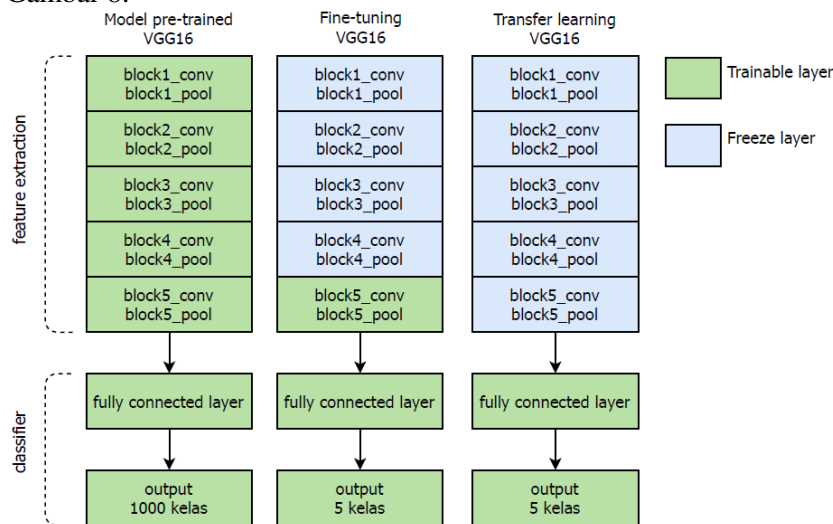 Model pre-trained
VGG16
Fine-tuning
VGG16
Transfer learning
VGG16
feature extraction
block1_conv
block1_pool
block2_conv
block2_pool
block3_conv
block3_pool
block4_conv
block4_pool
block5_conv
block5_pool
block1_conv
block1_pool
block2_conv
block2_pool
block3_conv
block3_pool
block4_conv
block4_pool
block5_conv
block5_pool
block1_conv
block1_pool
block2_conv
block2_pool
block3_conv
block3_pool
block4_conv
block4_pool
block5_conv
block5_pool
Trainable layer
Freeze layer
classifier
fully connected layer
fully connected layer
fully connected layer
output
1000 kelas
output
5 kelas
output
5 kelas